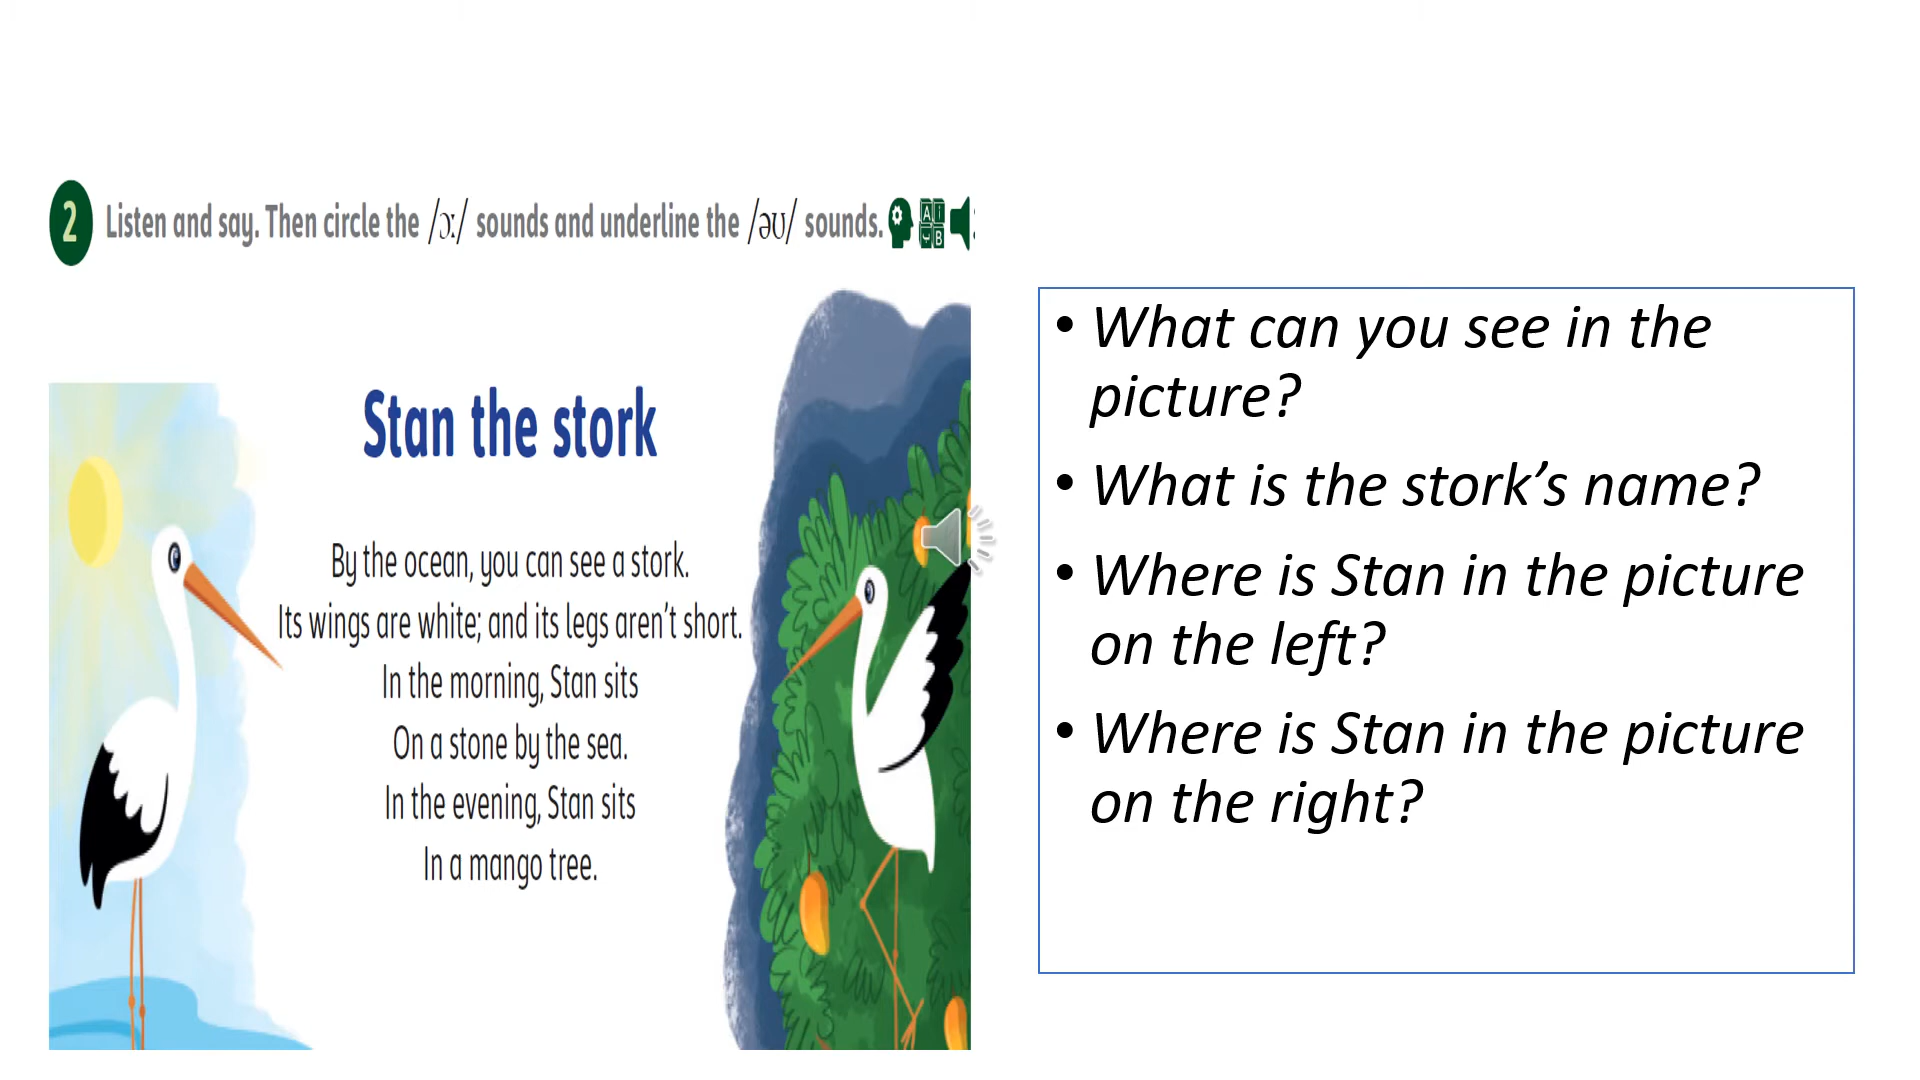 2 Listen and say. Then circle the /ɔː/ sounds and underline the /əʊ/ sounds.
A i
ب B
Stan the stork
By the ocean, you can see a stork.
Its wings are white; and its legs aren't short.
In the morning, Stan sits
On a stone by the sea.
In the evening, Stan sits
In a mango tree.
• What can you see in the
picture?
• What is the stork's name?
• Where is Stan in the picture
on the left?
• Where is Stan in the picture
on the right?